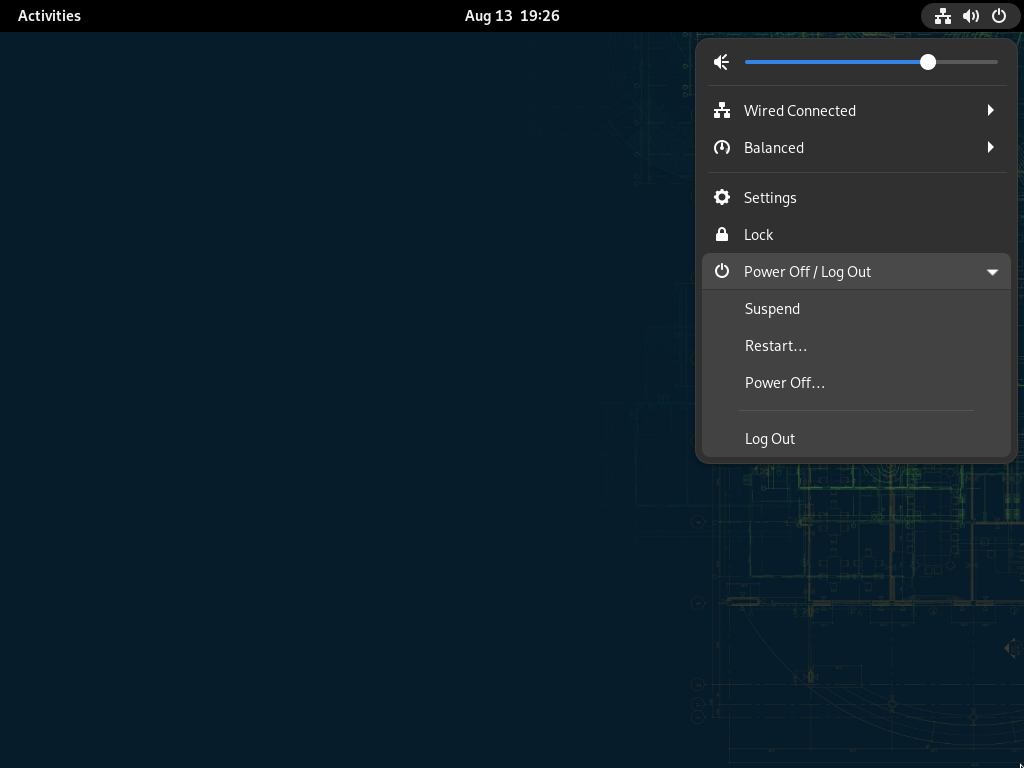 Activities
Aug 13  19:26
Wired Connected
Balanced
Settings
Lock
Power Off / Log Out
Suspend
Restart…
Power Off…
Log Out